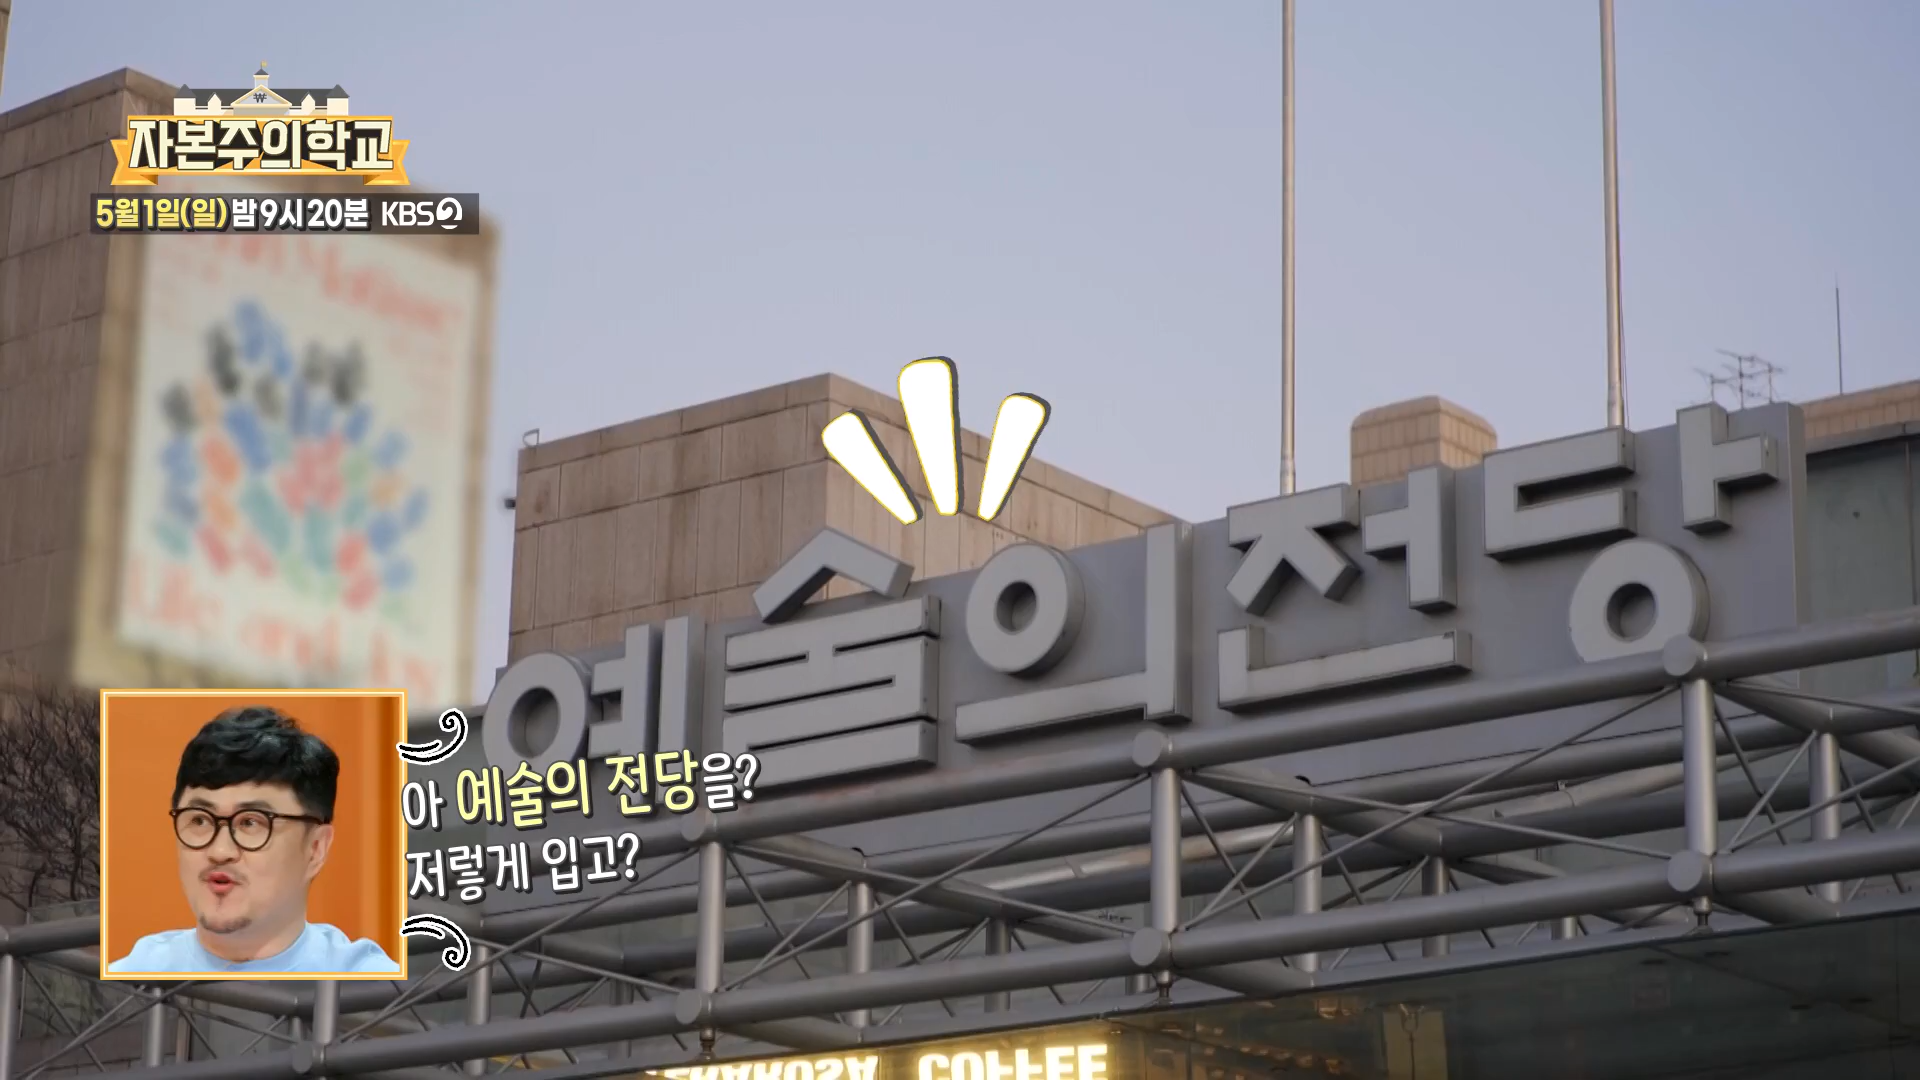 자본주의학교
5월 1일(일) 밤 9시 20분 KBS2
예술의전당
아 예술의 전당을?
저렇게 입고?
TERAROSA COFFEE